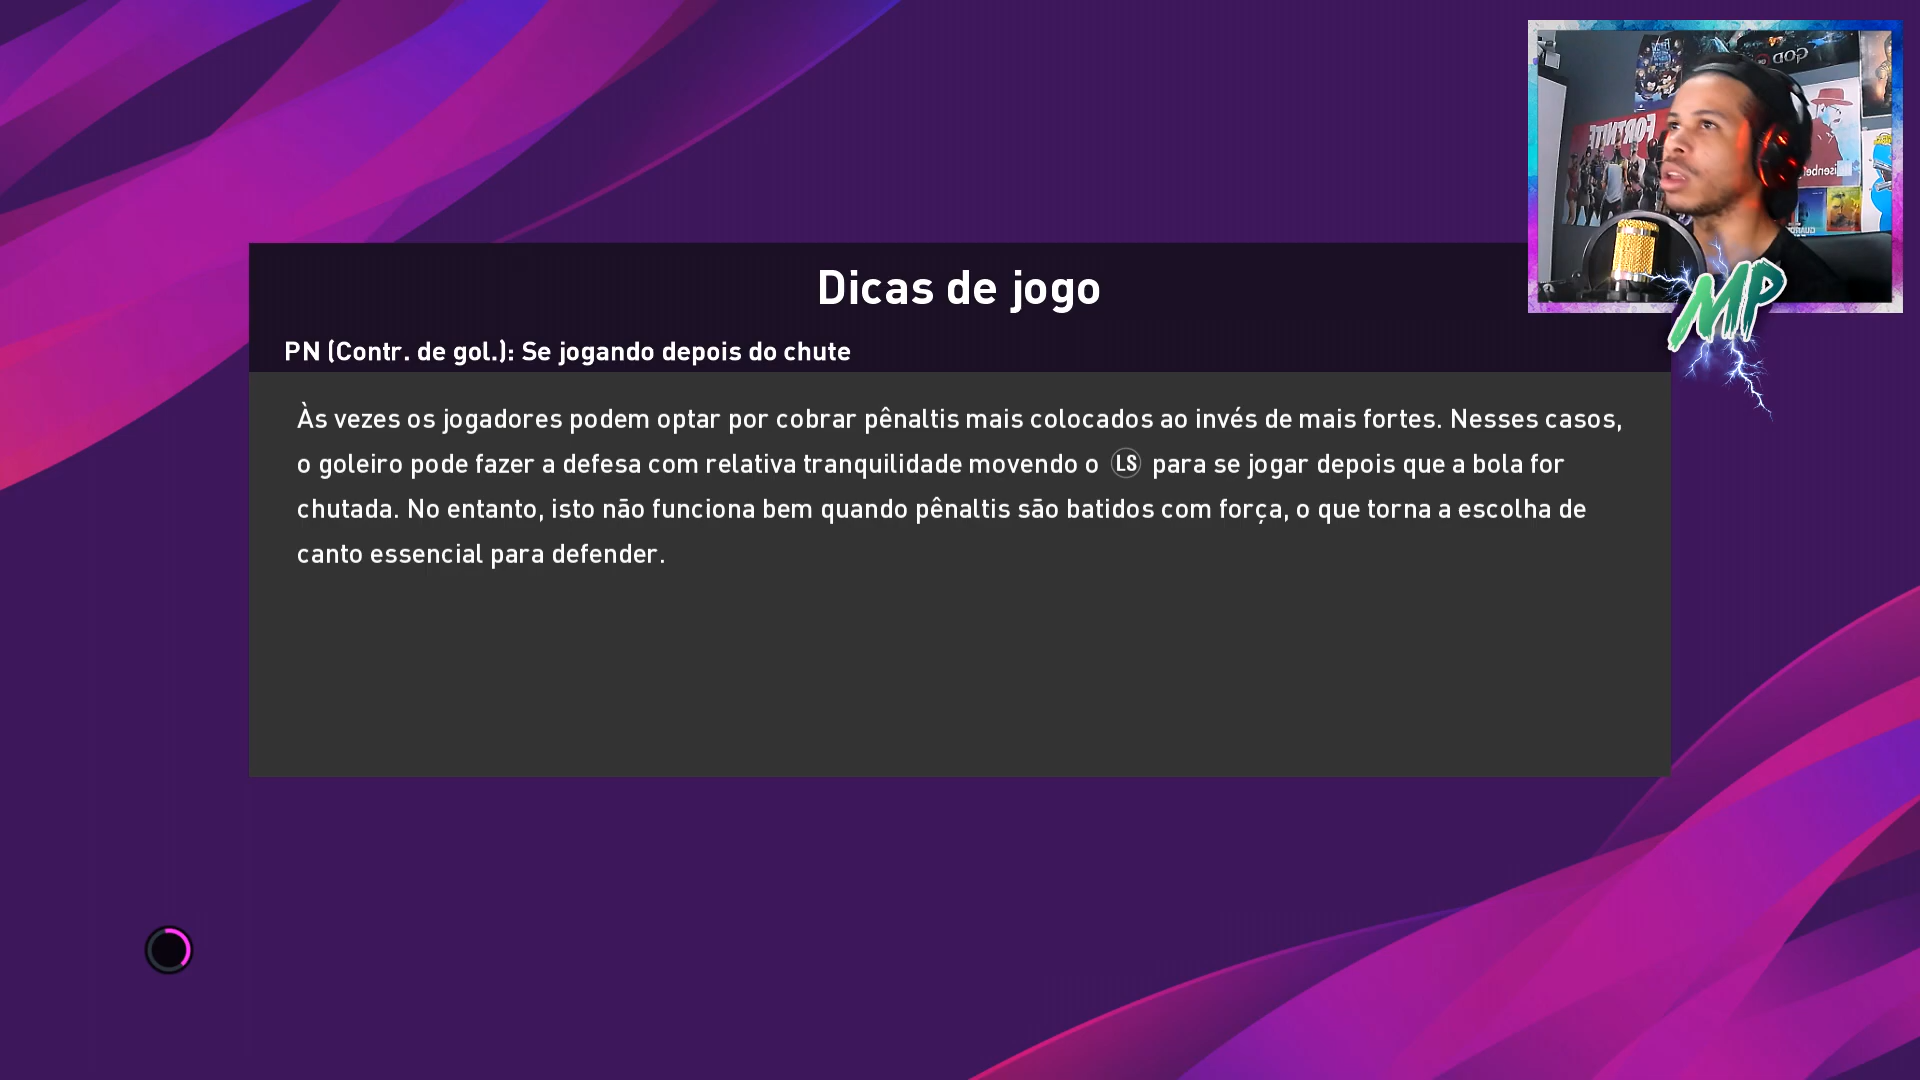 Dicas de jogo
PN (Contr. de gol.): Se jogando depois do chute
Às vezes os jogadores podem optar por cobrar pênaltis mais colocados ao invés de mais fortes. Nesses casos,
o goleiro pode fazer a defesa com relativa tranquilidade movendo o LS para se jogar depois que a bola for
chutada. No entanto, isto não funciona bem quando pênaltis são batidos com força, o que torna a escolha de
canto essencial para defender.
GOD
FORTNITE
MP